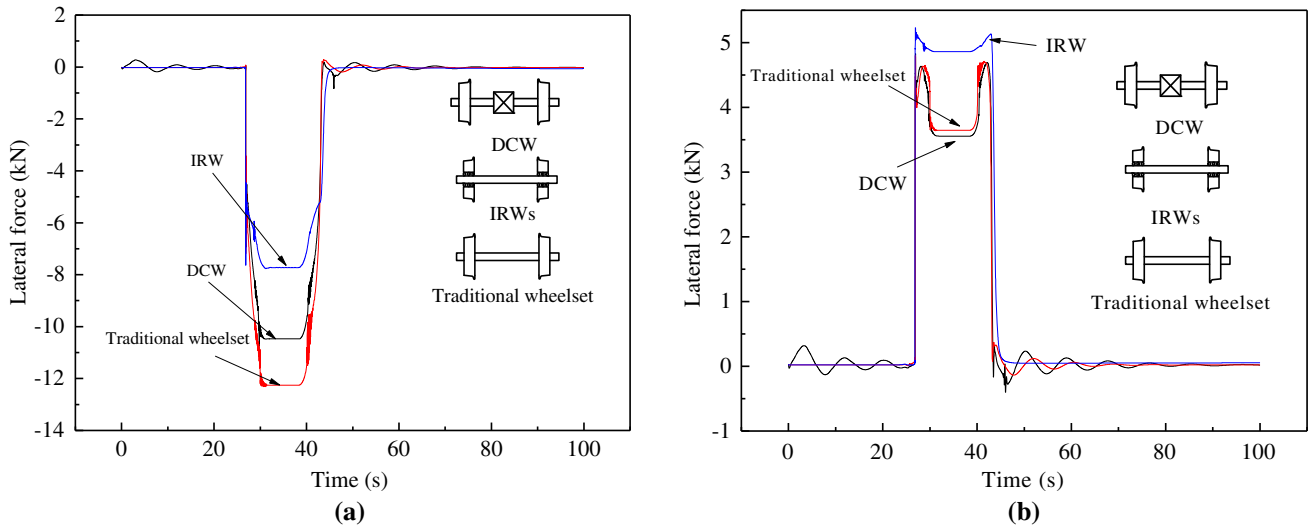 2
0
-2
-4
-6
-8
-10
-12
-14
Lateral force (kN)
IRW
DCW
Traditional wheelset
DCW
IRWs
Traditional wheelset
0
20
40
60
80
100
Time (s)
(a)
5
4
3
2
1
0
-1
Lateral force (kN)
IRW
Traditional wheelset
DCW
DCW
IRWs
Traditional wheelset
0
20
40
60
80
100
Time (s)
(b)